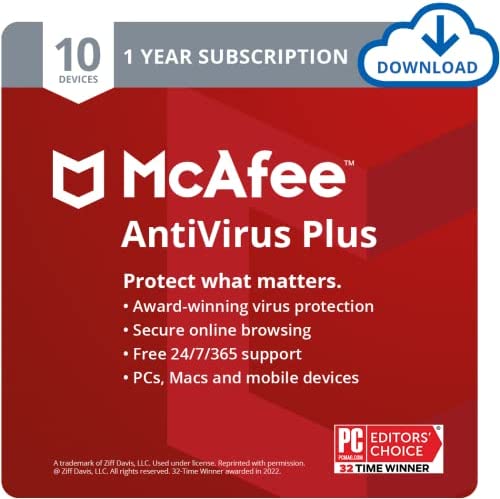 10
DEVICES
1 YEAR SUBSCRIPTION
DOWNLOAD
McAfee™
AntiVirus Plus
Protect what matters.
• Award-winning virus protection
• Secure online browsing
• Free 24/7/365 support
• PCs, Macs and mobile devices
A trademark of Ziff Davis, LLC. Used under license. Reprinted with permission.
@ Ziff Davis, LLC. All rights reserved. 32-Time Winner awarded in 2022.
PC
PCMAG.COM
EDITORS'
CHOICE
®
32 TIME WINNER